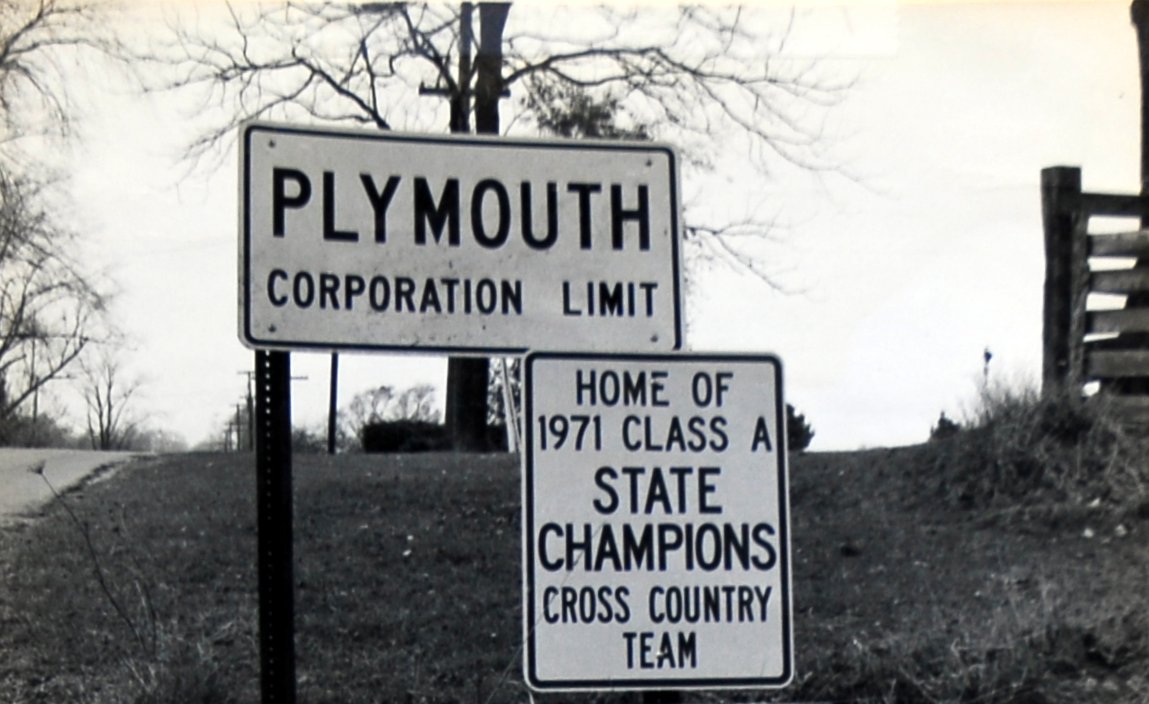 PLYMOUTH
CORPORATION LIMIT
HOME OF
1971 CLASS A
STATE
CHAMPIONS
CROSS COUNTRY
TEAM